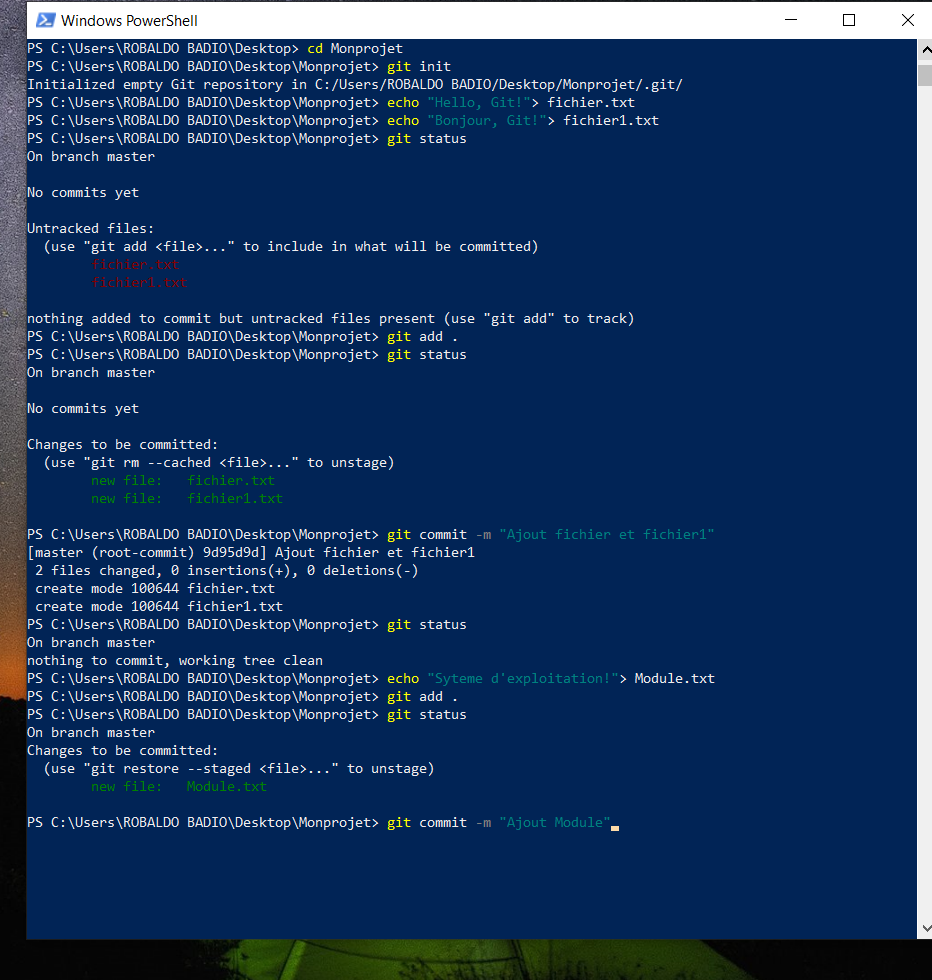 Windows PowerShell
PS C:\Users\ROBALDO BADIO\Desktop> cd Monprojet
PS C:\Users\ROBALDO BADIO\Desktop\Monprojet> git init
Initialized empty Git repository in C:/Users/ROBALDO BADIO/Desktop/Monprojet/.git/
PS C:\Users\ROBALDO BADIO\Desktop\Monprojet> echo "Hello, Git!"> fichier.txt
PS C:\Users\ROBALDO BADIO\Desktop\Monprojet> echo "Bonjour, Git!"> fichier1.txt
PS C:\Users\ROBALDO BADIO\Desktop\Monprojet> git status
On branch master

No commits yet

Untracked files:
  (use "git add <file>..." to include in what will be committed)
        fichier.txt
        fichier1.txt

nothing added to commit but untracked files present (use "git add" to track)
PS C:\Users\ROBALDO BADIO\Desktop\Monprojet> git add .
PS C:\Users\ROBALDO BADIO\Desktop\Monprojet> git status
On branch master

No commits yet

Changes to be committed:
  (use "git rm --cached <file>..." to unstage)
        new file:   fichier.txt
        new file:   fichier1.txt

PS C:\Users\ROBALDO BADIO\Desktop\Monprojet> git commit -m "Ajout fichier et fichier1"
[master (root-commit) 9d95d9d] Ajout fichier et fichier1
 2 files changed, 0 insertions(+), 0 deletions(-)
 create mode 100644 fichier.txt
 create mode 100644 fichier1.txt
PS C:\Users\ROBALDO BADIO\Desktop\Monprojet> git status
On branch master
nothing to commit, working tree clean
PS C:\Users\ROBALDO BADIO\Desktop\Monprojet> echo "Syteme d'exploitation!"> Module.txt
PS C:\Users\ROBALDO BADIO\Desktop\Monprojet> git add .
PS C:\Users\ROBALDO BADIO\Desktop\Monprojet> git status
On branch master
Changes to be committed:
  (use "git restore --staged <file>..." to unstage)
        new file:   Module.txt

PS C:\Users\ROBALDO BADIO\Desktop\Monprojet> git commit -m "Ajout Module"